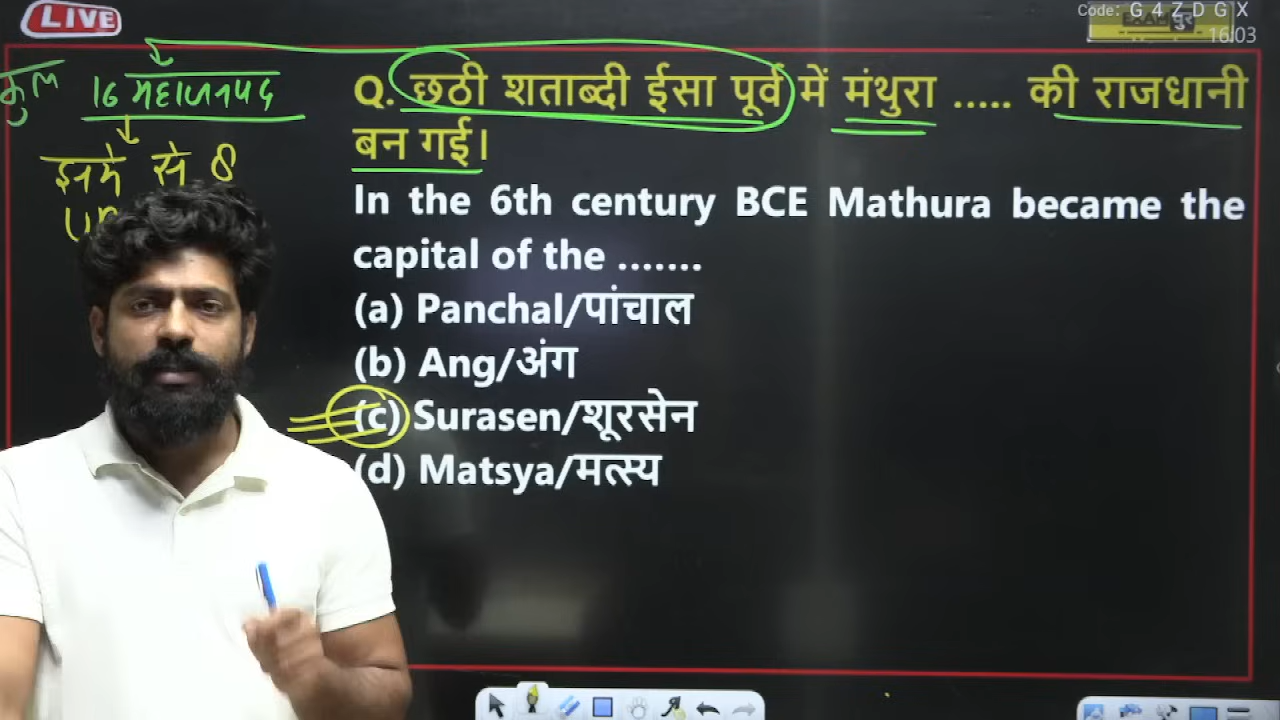 LIVE
Code: G 4 Z D G X
16:03
कुल
16 महाजनपद
इनमे से 8
Q. छठी शताब्दी ईसा पूर्व में मंथुरा ..... की राजधानी
बन गई।
In the 6th century BCE Mathura became the
capital of the .......
(a) Panchal/पांचाल
(b) Ang/अंग
(c) Surasen/शूरसेन
(d) Matsya/मत्स्य